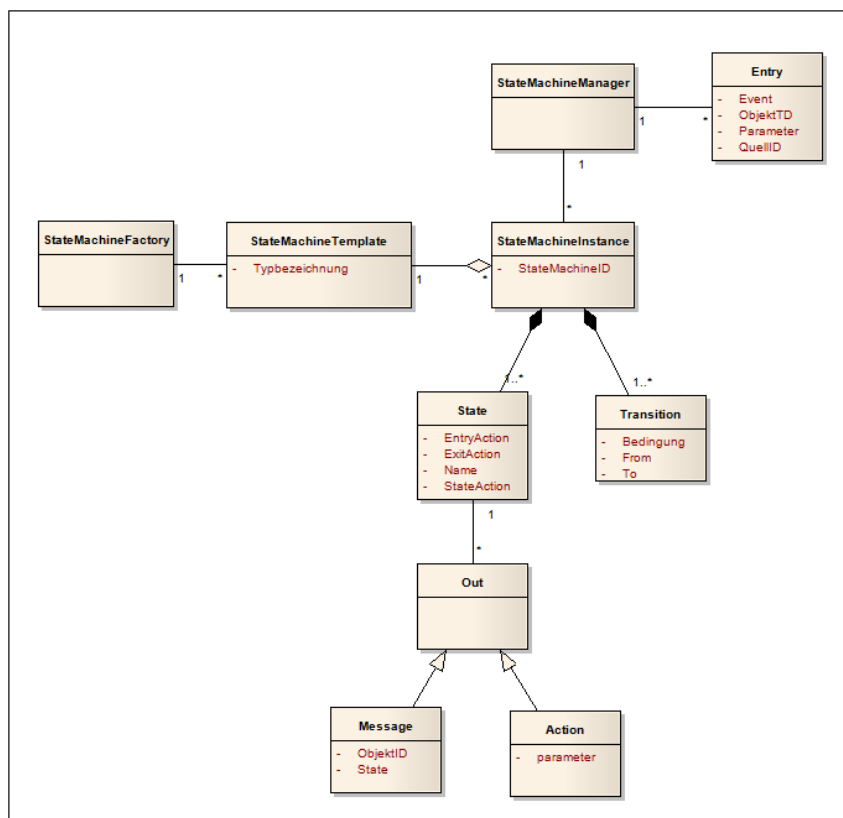 StateMachineManager
Entry
- Event
- ObjektTD
- Parameter
- QuellID
1
*
1
*
StateMachineFactory
StateMachineTemplate
- Typbezeichnung
StateMachineInstance
- StateMachineID
1
*
1
*
1..*
1..*
State
- EntryAction
- ExitAction
- Name
- StateAction
Transition
- Bedingung
- From
- To
1
*
Out
Message
- ObjektID
- State
Action
- parameter